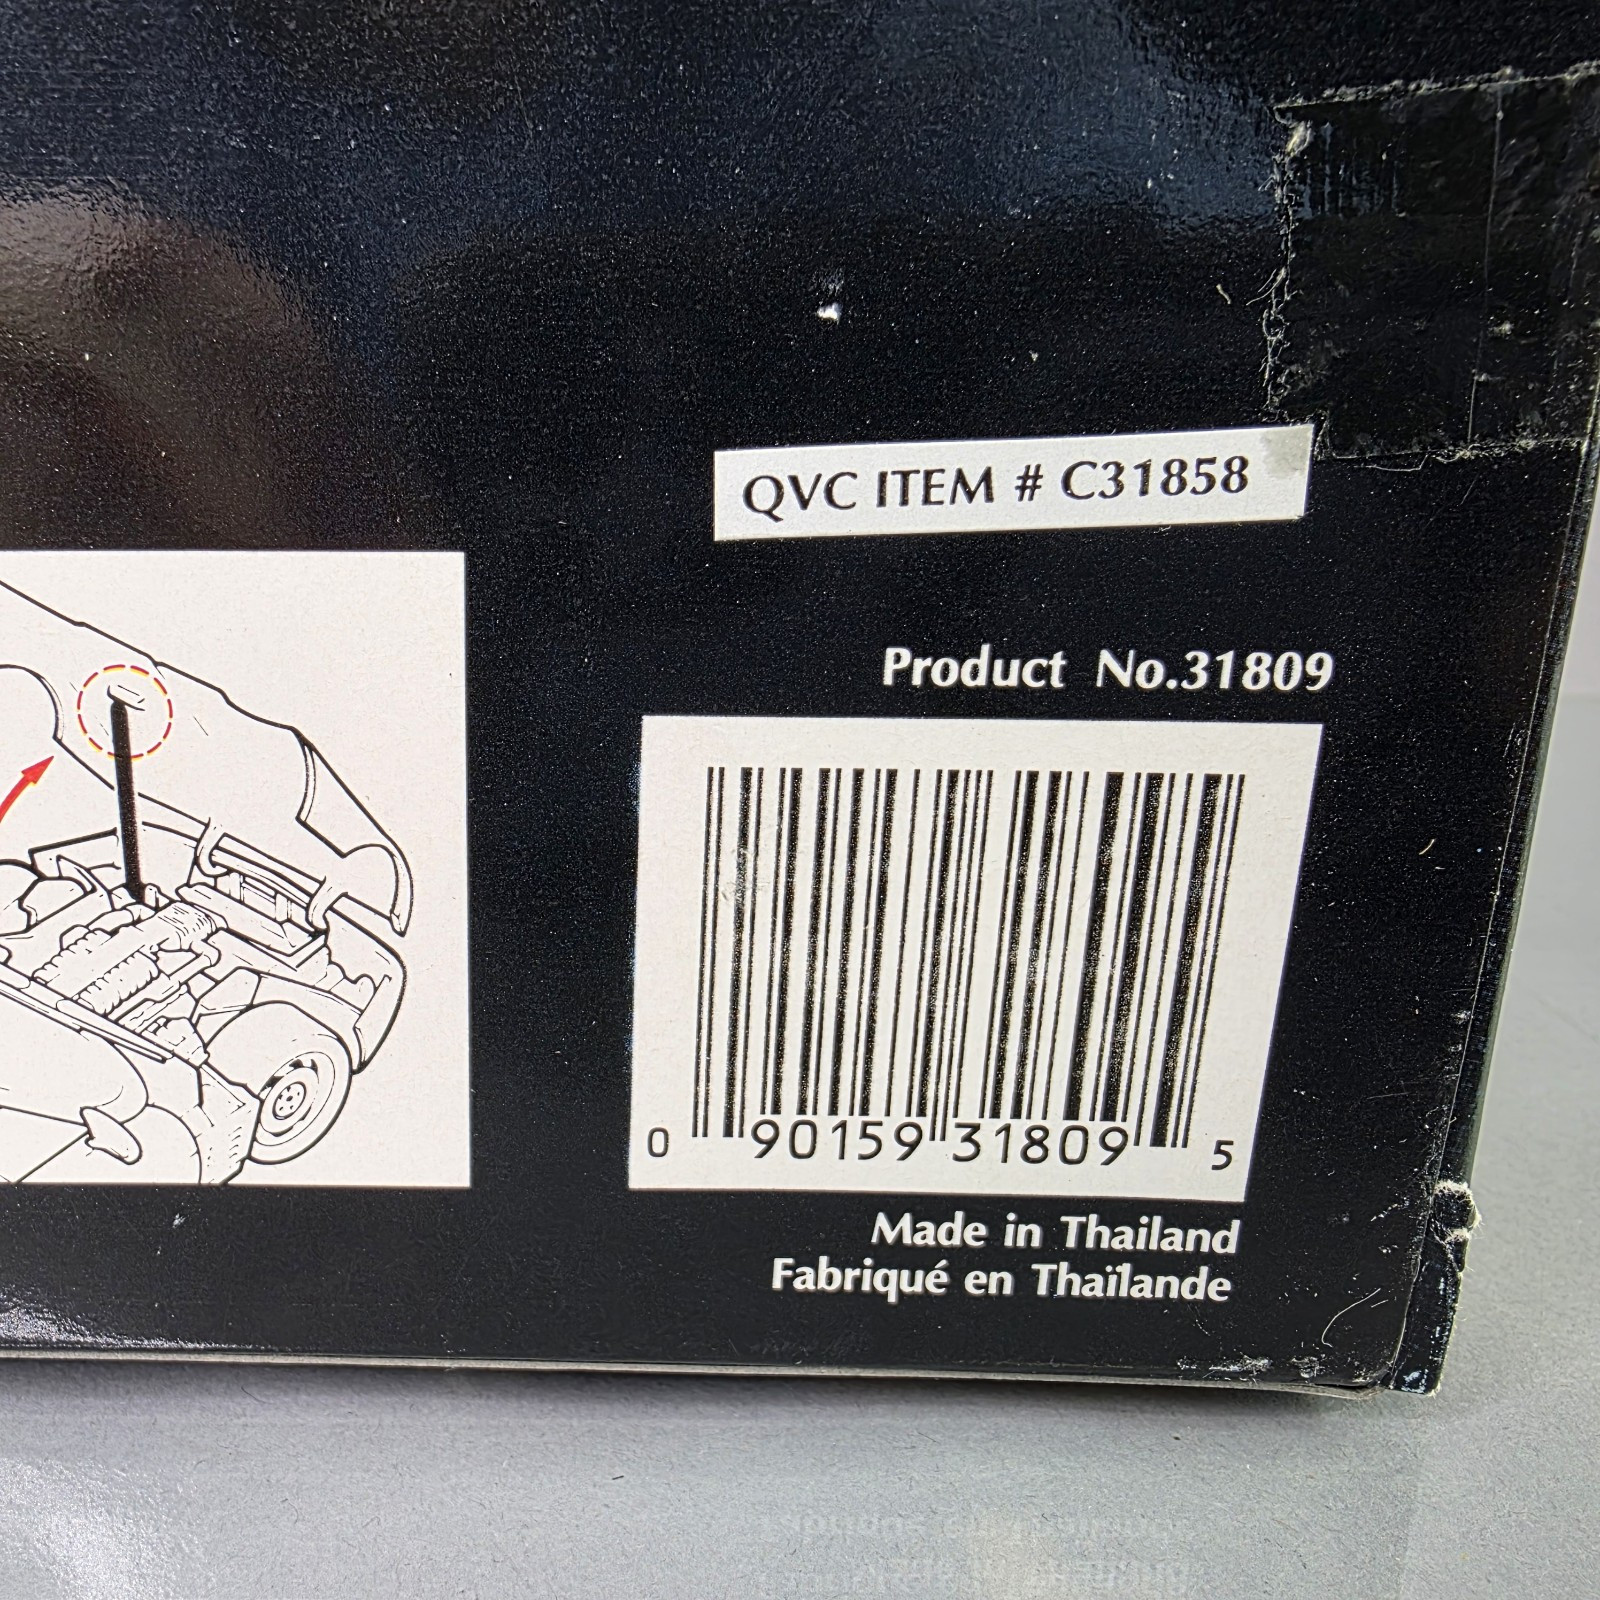 QVC ITEM # C31858
Product No.31809
0 90159 31809 5
Made in Thailand
Fabriqué en Thaïlande